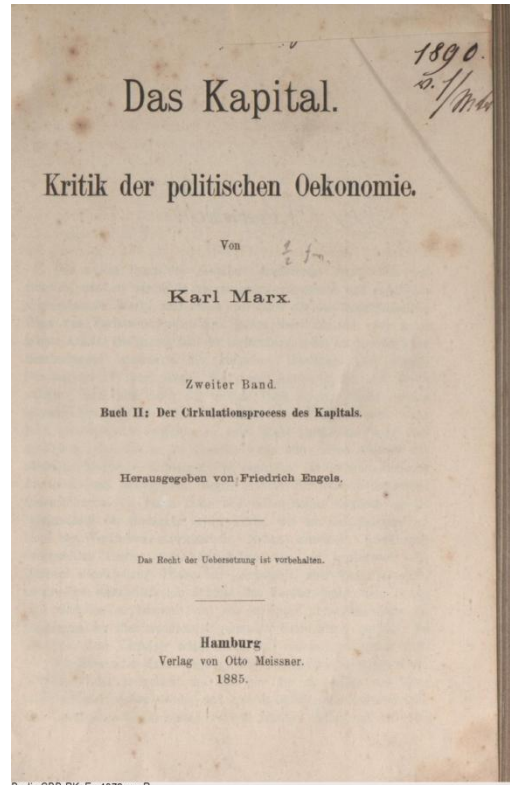 1890.
Das Kapital.
Kritik der politischen Oekonomie.
Von
Karl Marx.
Zweiter Band.
Buch II: Der Cirkulationsprocess des Kapitals.
Herausgegeben von Friedrich Engels.
Das Recht der Uebersetzung ist vorbehalten.
Hamburg
Verlag von Otto Meissner.
1885.